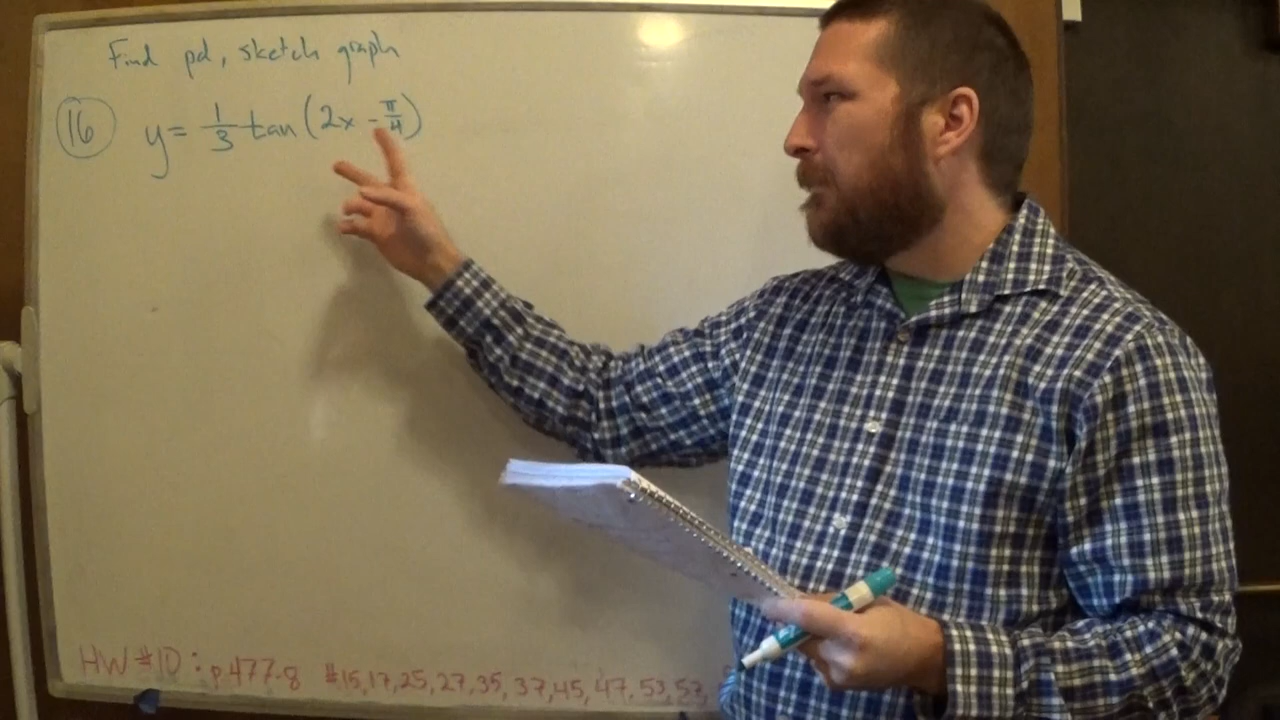 Find pd, sketch graph
16 y = 1/3 tan (2x - π/4)
HW #10 : p.477-8 #15, 17, 25, 27, 35, 37, 45, 47, 53, 57,